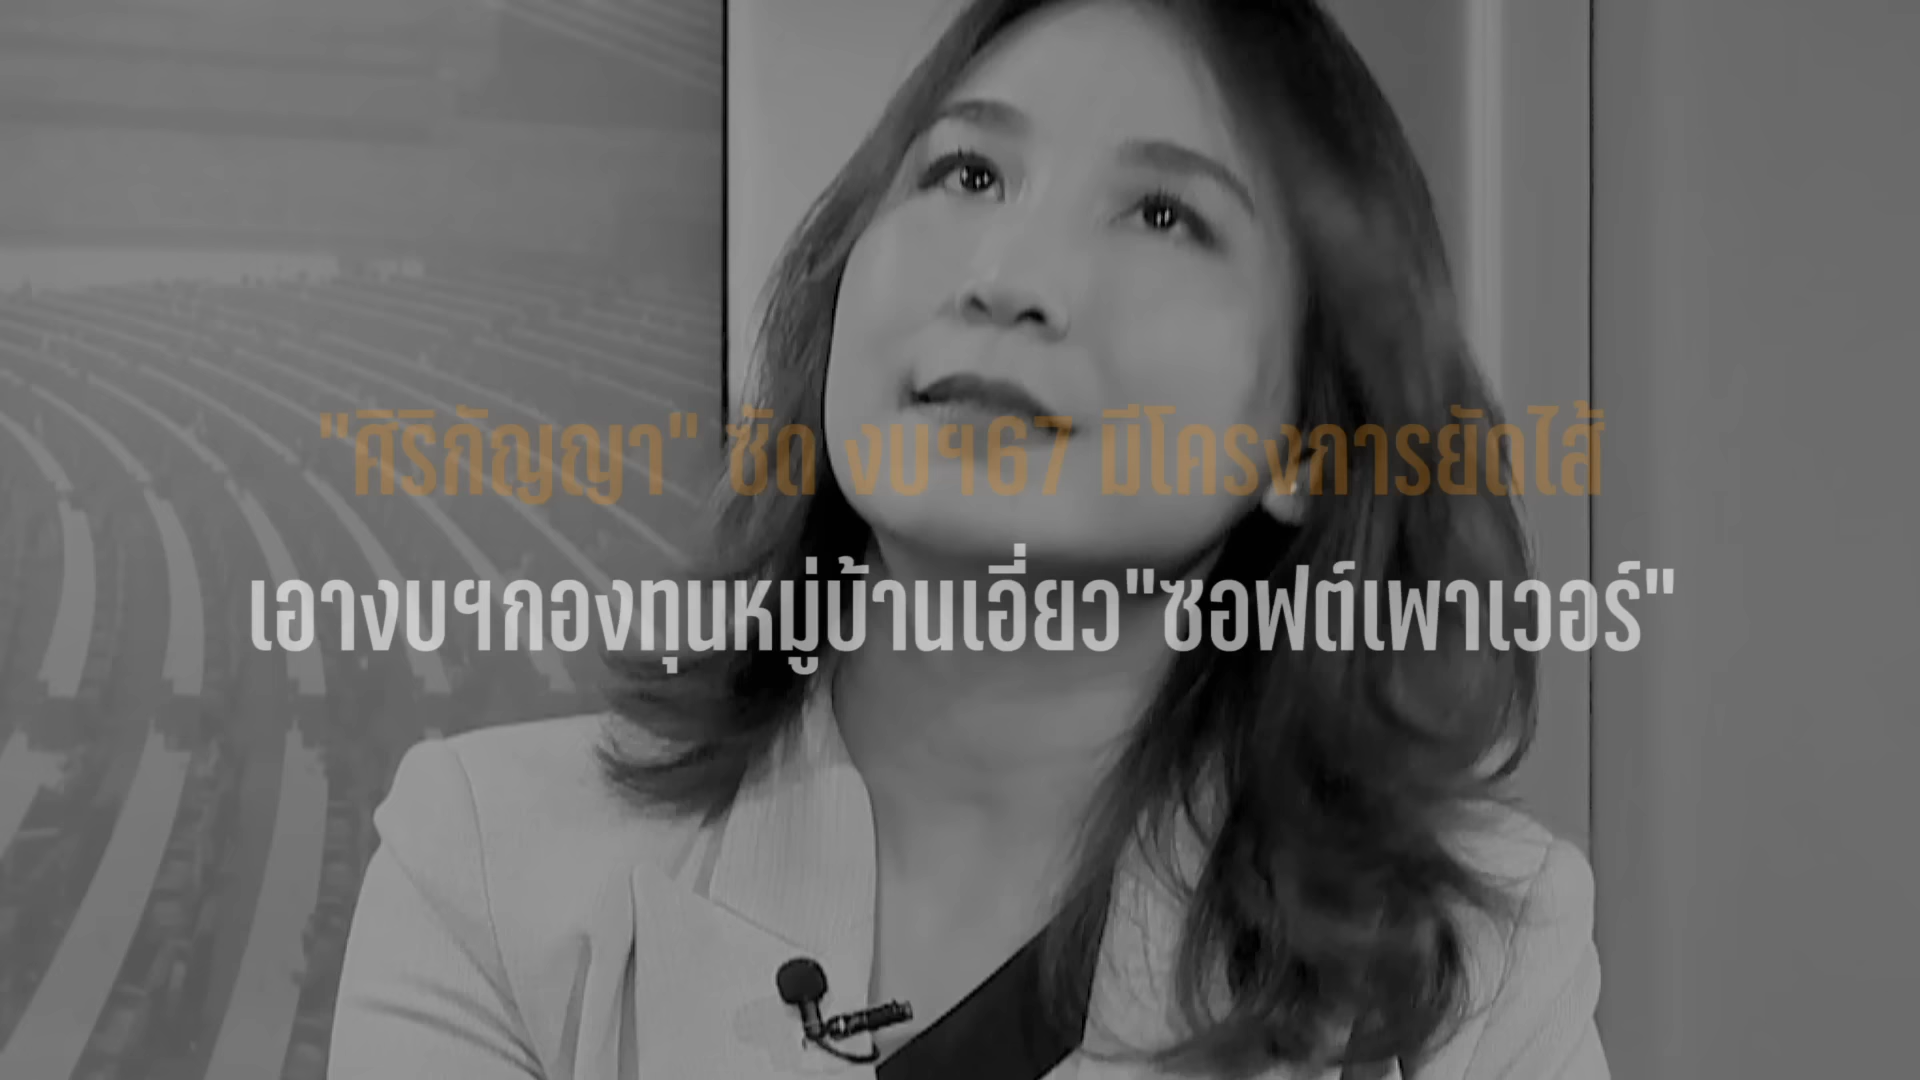 "ศิริกัญญา" ซัด งบฯ67 มีโครงการยัดไส้
เอางบฯกองทุนหมู่บ้านเอี่ยว"ซอฟต์เพาเวอร์"